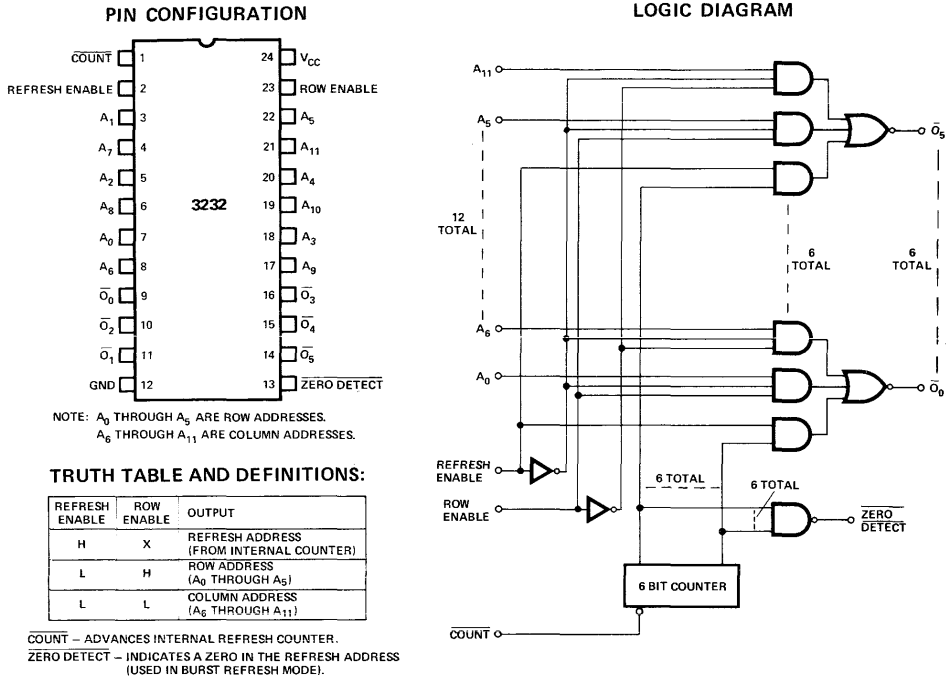 PIN CONFIGURATION
COUNT 1
REFRESH ENABLE 2
A1 3
A7 4
A2 5
A8 6
A0 7
A6 8
O0 9
O2 10
O1 11
GND 12
3232
24 VCC
23 ROW ENABLE
22 A5
21 A11
20 A4
19 A10
18 A3
17 A9
16 O3
15 O4
14 O5
13 ZERO DETECT
NOTE: A0 THROUGH A5 ARE ROW ADDRESSES.
A6 THROUGH A11 ARE COLUMN ADDRESSES.
TRUTH TABLE AND DEFINITIONS:
REFRESH ENABLE ROW ENABLE OUTPUT
H X REFRESH ADDRESS
(FROM INTERNAL COUNTER)
L H ROW ADDRESS
(A0 THROUGH A5)
L L COLUMN ADDRESS
(A6 THROUGH A11)
COUNT – ADVANCES INTERNAL REFRESH COUNTER.
ZERO DETECT – INDICATES A ZERO IN THE REFRESH ADDRESS
(USED IN BURST REFRESH MODE).
LOGIC DIAGRAM
A11
A5
O5
12
TOTAL
6
TOTAL
6
TOTAL
A6
A0
O0
REFRESH
ENABLE
ROW
ENABLE
6 TOTAL
6 TOTAL
ZERO
DETECT
6 BIT COUNTER
COUNT